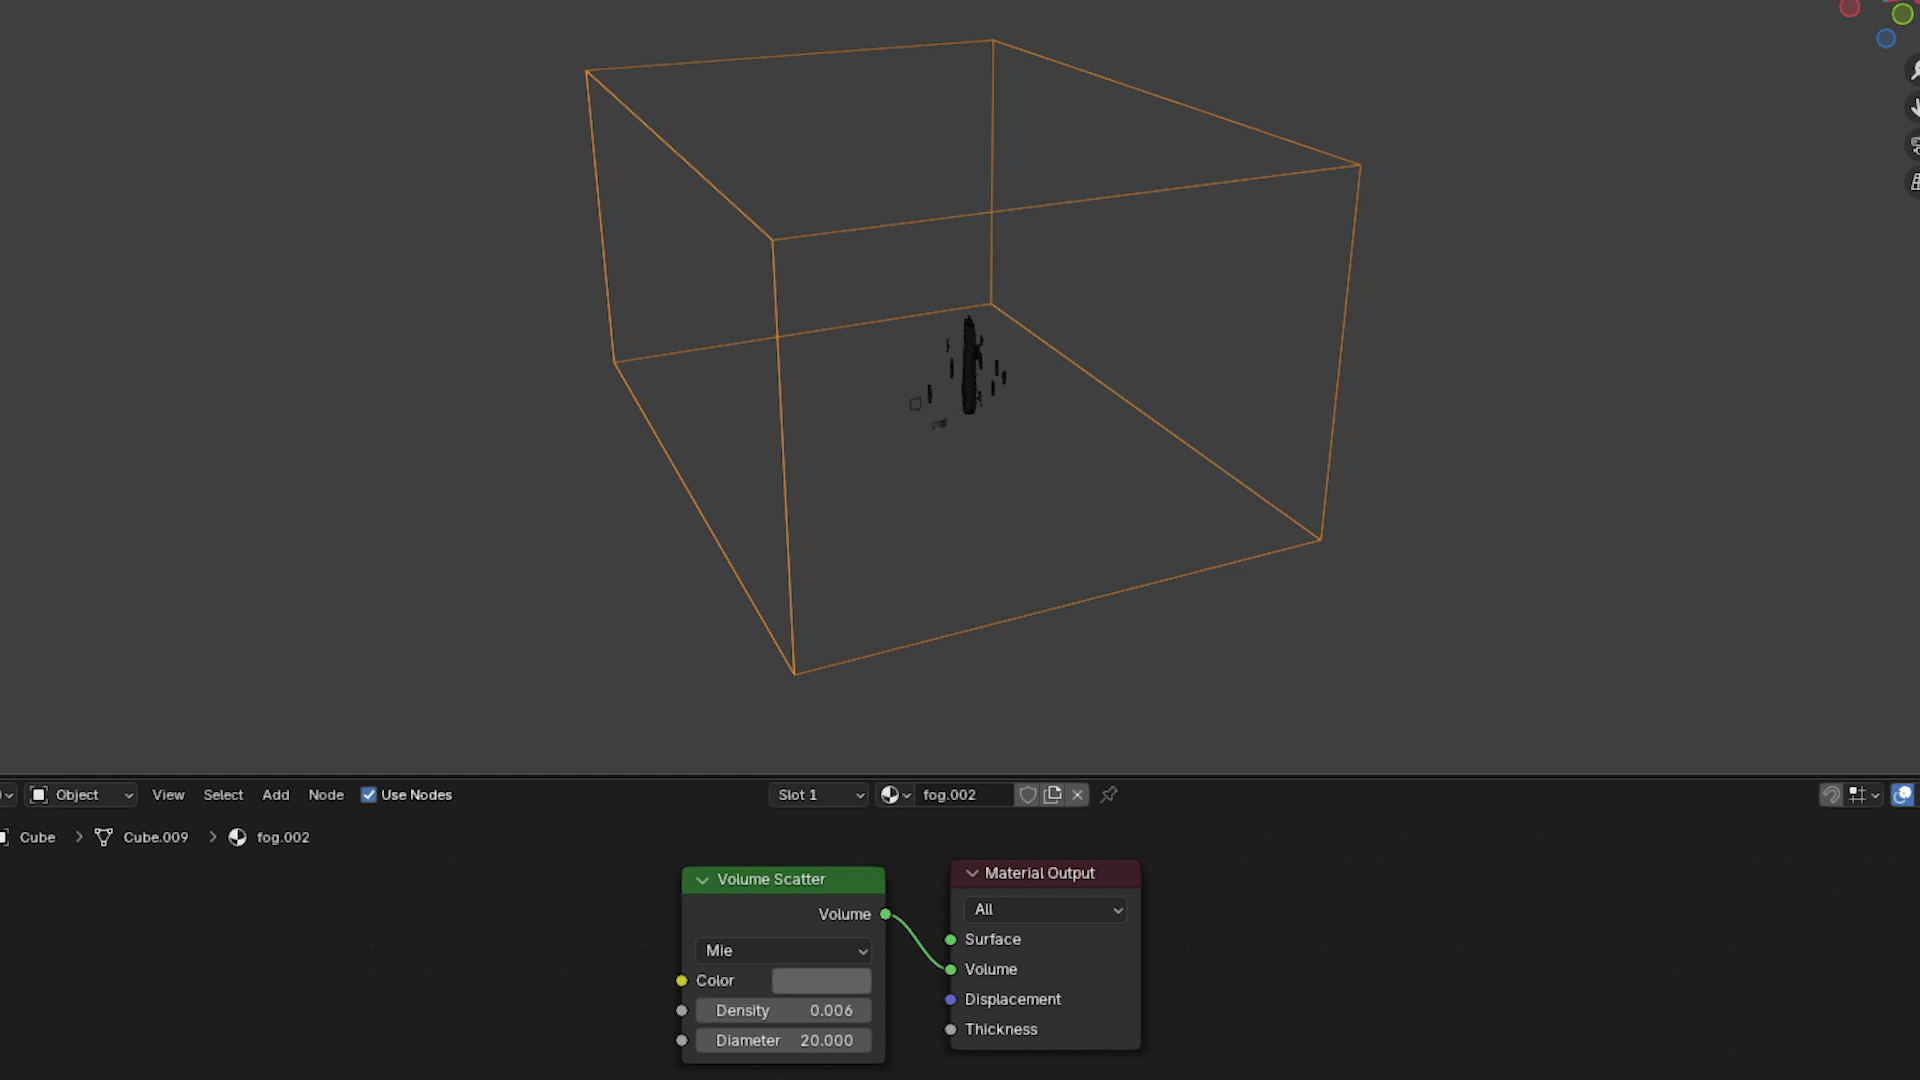 Object View Select Add Node Use Nodes Slot 1 fog.002
Cube Cube.009 fog.002
Volume Scatter
Volume
Mie
Color
Density 0.006
Diameter 20.000
Material Output
All
Surface
Volume
Displacement
Thickness